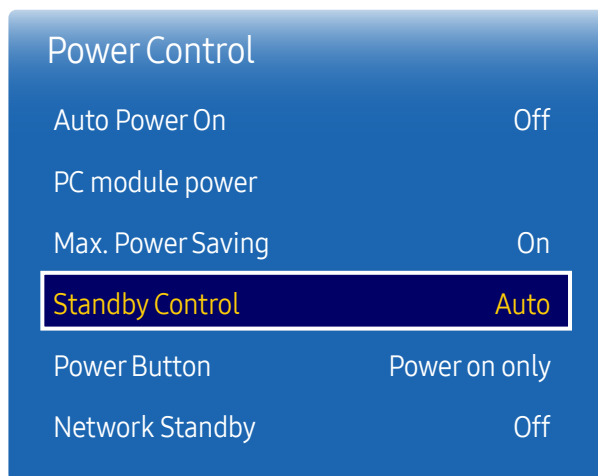 Power Control
Auto Power On Off
PC module power
Max. Power Saving On
Standby Control Auto
Power Button Power on only
Network Standby Off